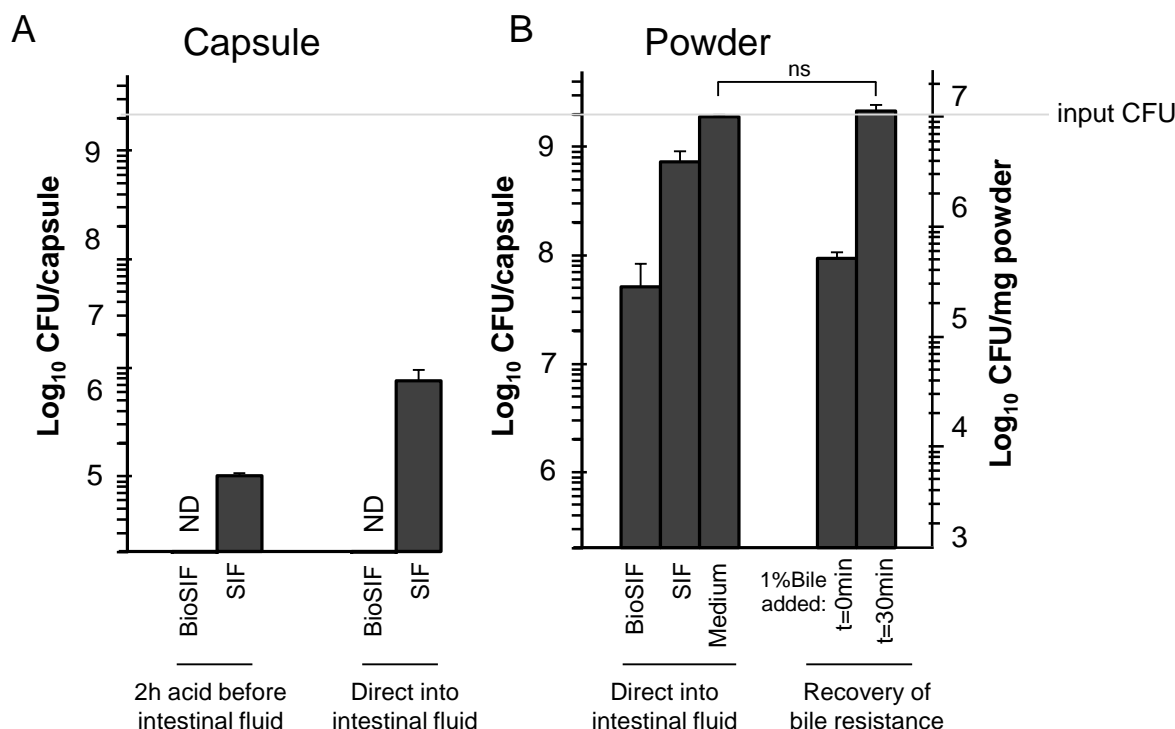 A
Capsule
Log10 CFU/capsule
9
8
7
6
5
ND
ND
BioSIF
SIF
BioSIF
SIF
2h acid before
intestinal fluid
Direct into
intestinal fluid
B
Powder
ns
input CFU
Log10 CFU/capsule
9
8
7
6
7
6
5
4
3
Log10 CFU/mg powder
BioSIF
SIF
Medium
1%Bile
added:
t=0min
t=30min
Direct into
intestinal fluid
Recovery of
bile resistance